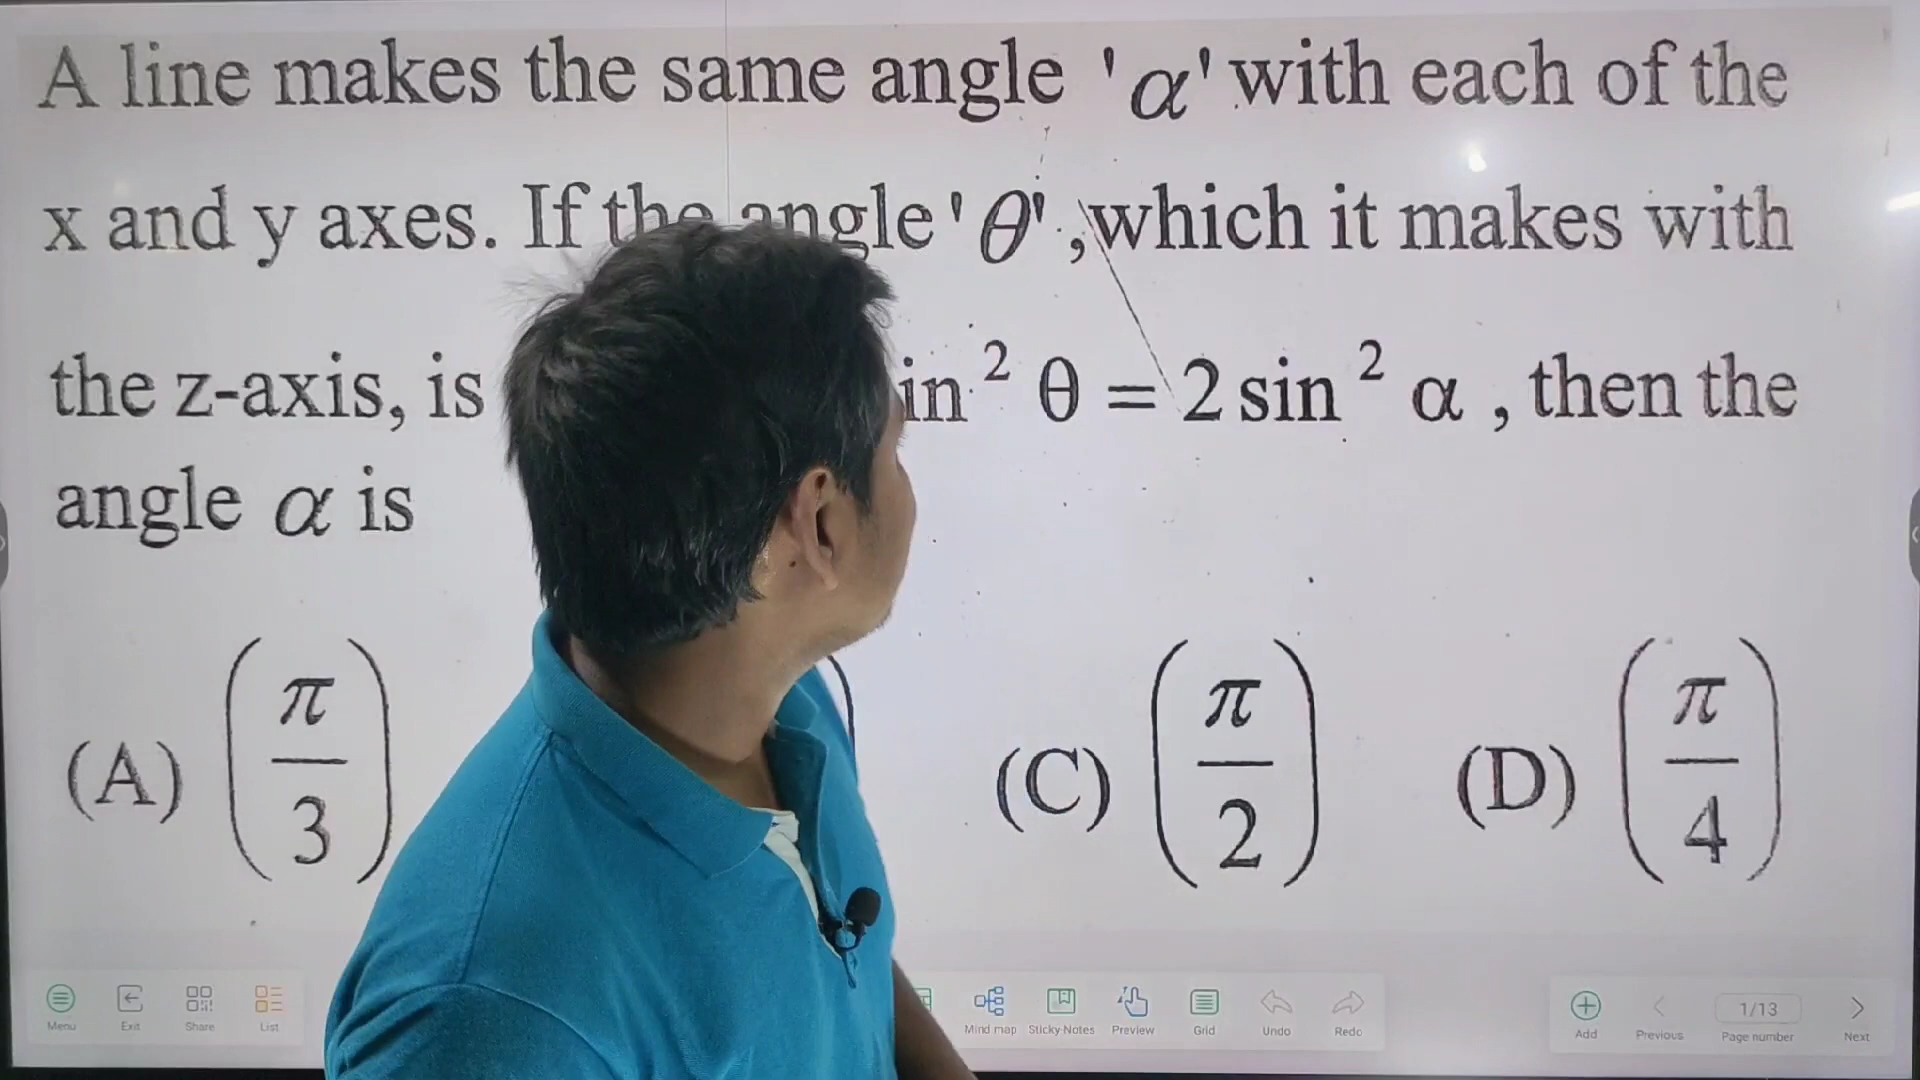 A line makes the same angle 'α' with each of the
x and y axes. If the angle 'θ', which it makes with
the z-axis, is in² θ = 2 sin² α , then the
angle α is
(A) (π/3) (C) (π/2) (D) (π/4)
Menu Exit Share List Mind map Sticky Notes Preview Grid Undo Redo Add Previous 1/13 Page number Next